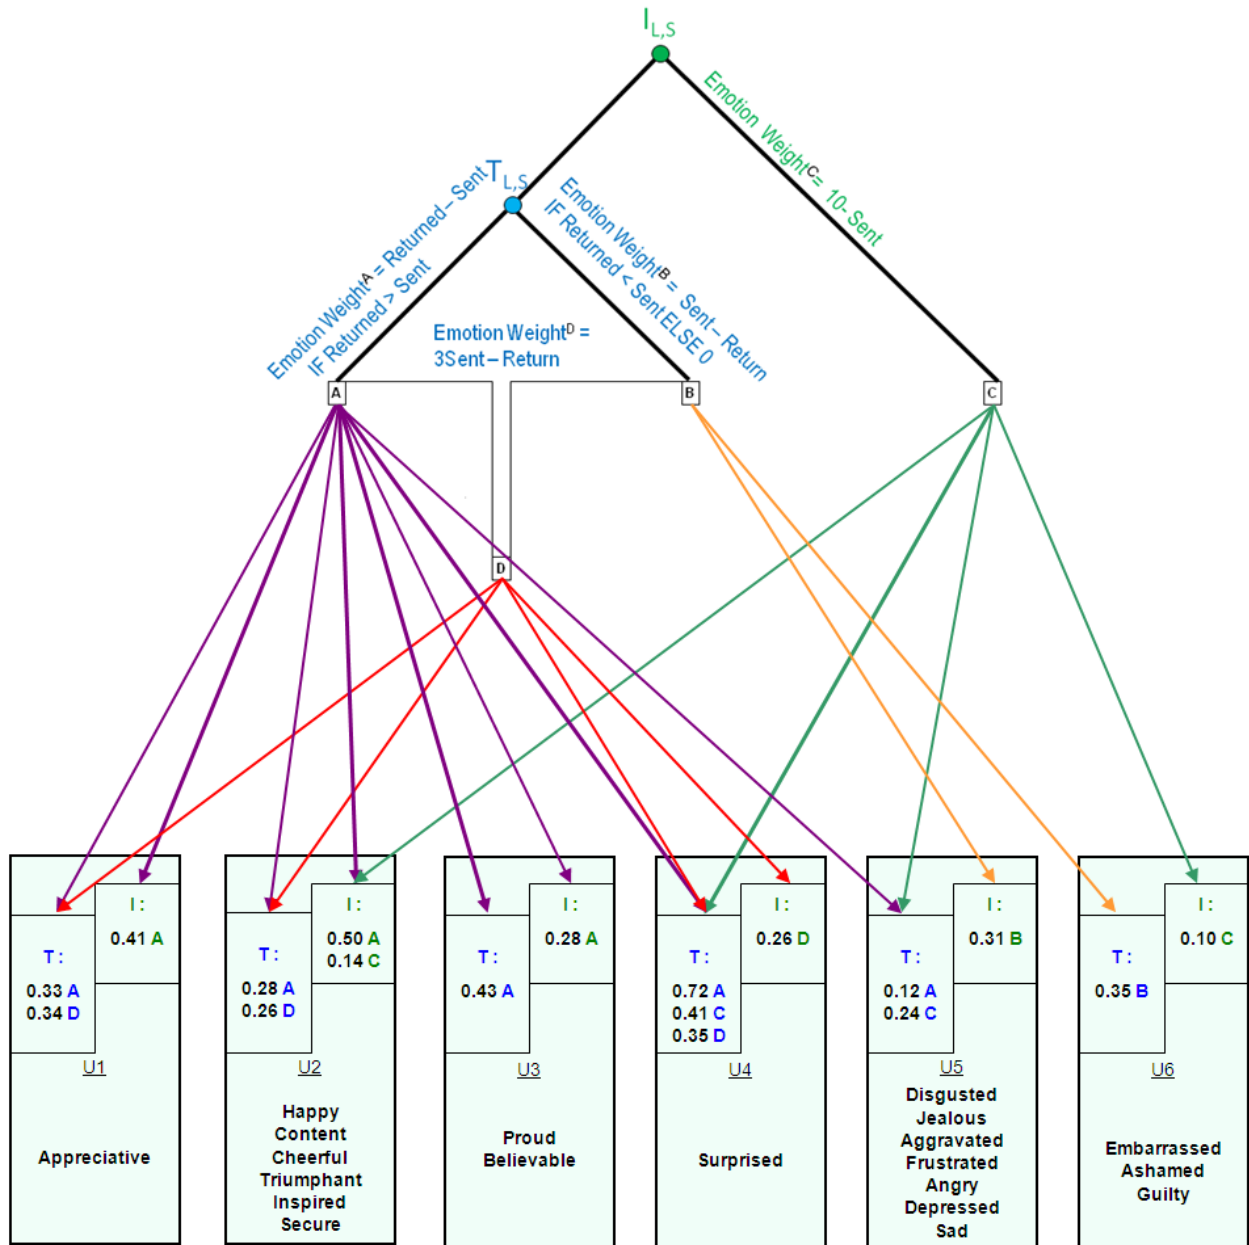 I L,S
Emotion Weight C = 10- Sent
T L,S
Emotion Weight A = Returned – Sent
IF Returned > Sent
Emotion Weight B = Sent – Return
IF Returned < Sent ELSE 0
Emotion Weight D =
3Sent – Return
A
B
C
D
I :
0.41 A
T :
0.33 A
0.34 D
U1
Appreciative
I :
0.50 A
0.14 C
T :
0.28 A
0.26 D
U2
Happy
Content
Cheerful
Triumphant
Inspired
Secure
I :
0.28 A
T :
0.43 A
U3
Proud
Believable
I :
0.26 D
T :
0.72 A
0.41 C
0.35 D
U4
Surprised
I :
0.31 B
T :
0.12 A
0.24 C
U5
Disgusted
Jealous
Aggravated
Frustrated
Angry
Depressed
Sad
I :
0.10 C
T :
0.35 B
U6
Embarrassed
Ashamed
Guilty